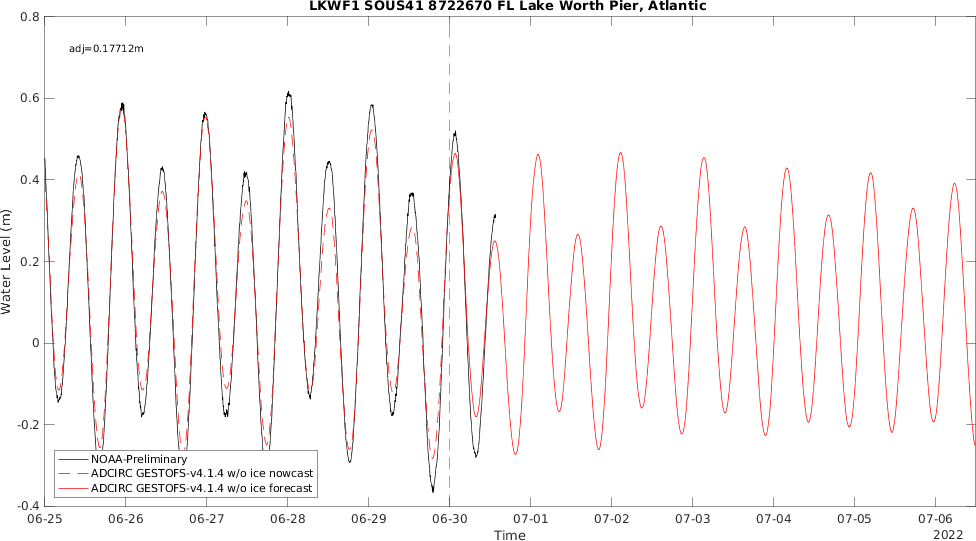 LKWF1 SOUS41 8722670 FL Lake Worth Pier, Atlantic
adj=0.17712m
0.8
0.6
0.4
0.2
0
-0.2
-0.4
Water Level (m)
NOAA-Preliminary
ADCIRC GESTOFS-v4.1.4 w/o ice nowcast
ADCIRC GESTOFS-v4.1.4 w/o ice forecast
06-25 06-26 06-27 06-28 06-29 06-30 07-01 07-02 07-03 07-04 07-05 07-06
Time
2022